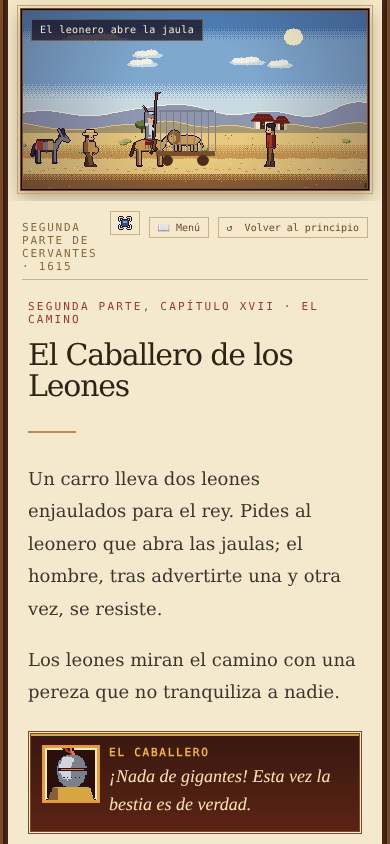 El leonero abre la jaula
SEGUNDA
PARTE DE
CERVANTES
· 1615
📖 Menú
↺ Volver al principio
SEGUNDA PARTE, CAPÍTULO XVII · EL
CAMINO
El Caballero de los
Leones
Un carro lleva dos leones
enjaulados para el rey. Pides al
leonero que abra las jaulas; el
hombre, tras advertirte una y otra
vez, se resiste.
Los leones miran el camino con una
pereza que no tranquiliza a nadie.
EL CABALLERO
¡Nada de gigantes! Esta vez la
bestia es de verdad.